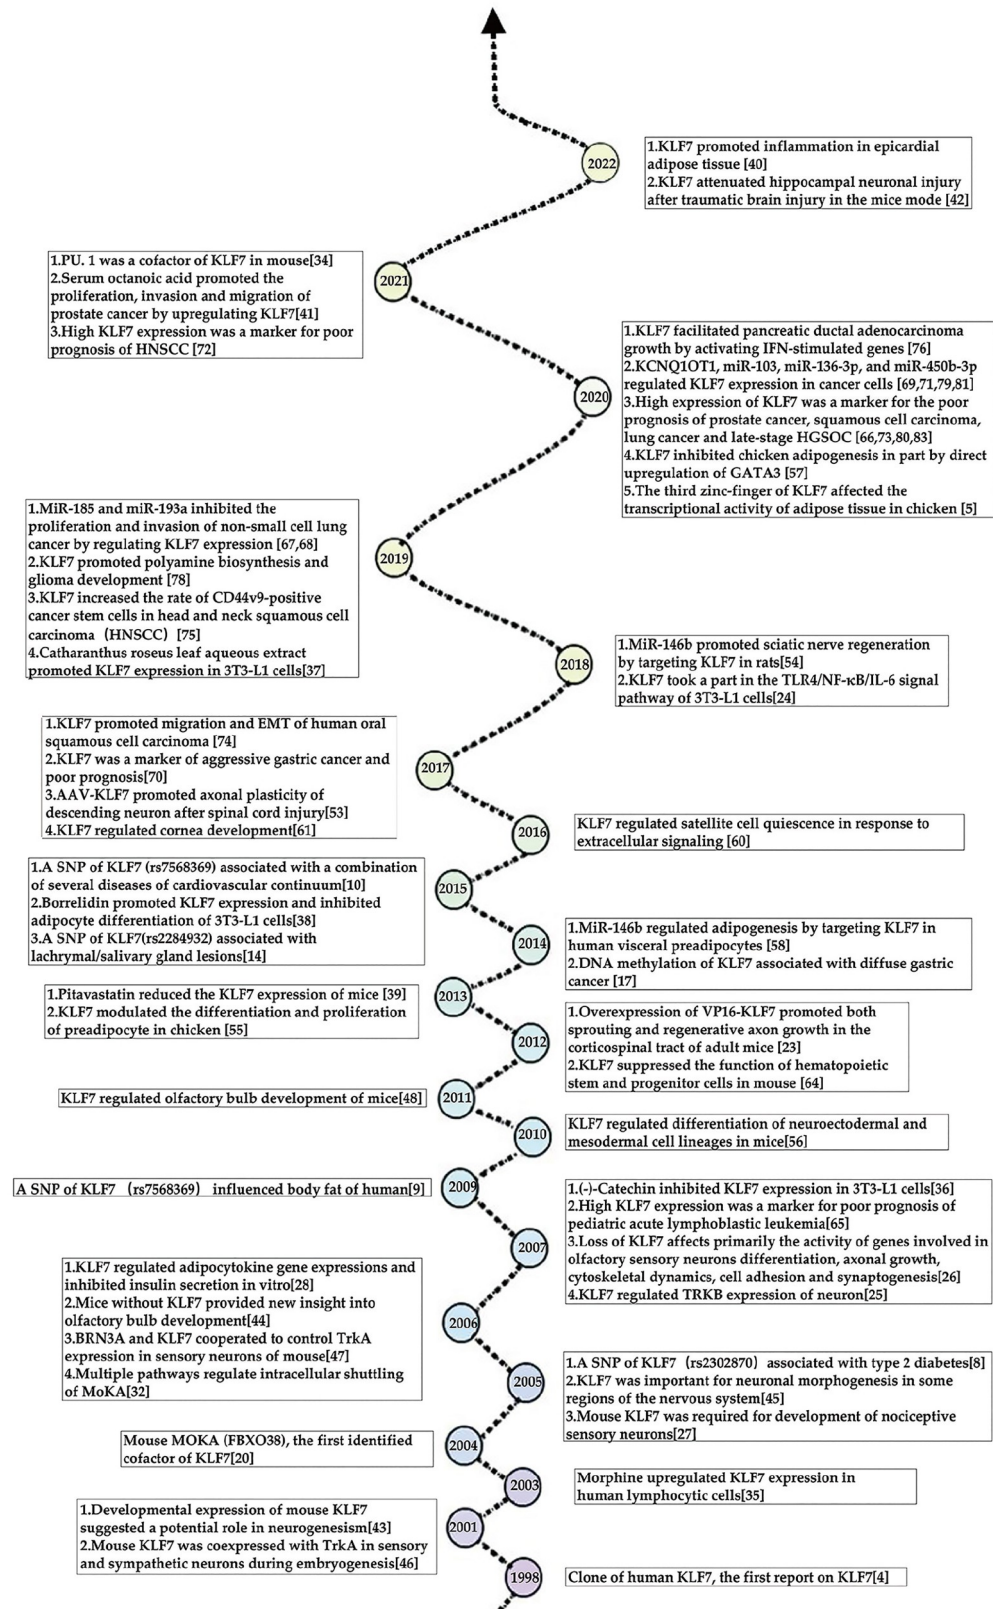 2022
1.KLF7 promoted inflammation in epicardial
adipose tissue [40]
2.KLF7 attenuated hippocampal neuronal injury
after traumatic brain injury in the mice mode [42]
1.PU. 1 was a cofactor of KLF7 in mouse[34]
2.Serum octanoic acid promoted the
proliferation, invasion and migration of
prostate cancer by upregulating KLF7[41]
3.High KLF7 expression was a marker for poor
prognosis of HNSCC [72]
2021
2020
1.KLF7 facilitated pancreatic ductal adenocarcinoma
growth by activating IFN-stimulated genes [76]
2.KCNQ1OT1, miR-103, miR-136-3p, and miR-450b-3p
regulated KLF7 expression in cancer cells [69,71,79,81]
3.High expression of KLF7 was a marker for the poor
prognosis of prostate cancer, squamous cell carcinoma,
lung cancer and late-stage HGSOC [66,73,80,83]
4.KLF7 inhibited chicken adipogenesis in part by direct
upregulation of GATA3 [57]
5.The third zinc-finger of KLF7 affected the
transcriptional activity of adipose tissue in chicken [5]
1.MiR-185 and miR-193a inhibited the
proliferation and invasion of non-small cell lung
cancer by regulating KLF7 expression [67,68]
2.KLF7 promoted polyamine biosynthesis and
glioma development [78]
3.KLF7 increased the rate of CD44v9-positive
cancer stem cells in head and neck squamous cell
carcinoma（HNSCC）[75]
4.Catharanthus roseus leaf aqueous extract
promoted KLF7 expression in 3T3-L1 cells[37]
2019
2018
1.MiR-146b promoted sciatic nerve regeneration
by targeting KLF7 in rats[54]
2.KLF7 took a part in the TLR4/NF-κB/IL-6 signal
pathway of 3T3-L1 cells[24]
1.KLF7 promoted migration and EMT of human oral
squamous cell carcinoma [74]
2.KLF7 was a marker of aggressive gastric cancer and
poor prognosis[70]
3.AAV-KLF7 promoted axonal plasticity of
descending neuron after spinal cord injury[53]
4.KLF7 regulated cornea development[61]
2017
2016
KLF7 regulated satellite cell quiescence in response to
extracellular signaling [60]
1.A SNP of KLF7 (rs7568369) associated with a combination
of several diseases of cardiovascular continuum[10]
2.Borrelidin promoted KLF7 expression and inhibited
adipocyte differentiation of 3T3-L1 cells[38]
3.A SNP of KLF7(rs2284932) associated with
lachrymal/salivary gland lesions[14]
2015
2014
1.MiR-146b regulated adipogenesis by targeting KLF7 in
human visceral preadipocytes [58]
2.DNA methylation of KLF7 associated with diffuse gastric
cancer [17]
1.Pitavastatin reduced the KLF7 expression of mice [39]
2.KLF7 modulated the differentiation and proliferation
of preadipocyte in chicken [55]
2013
2012
1.Overexpression of VP16-KLF7 promoted both
sprouting and regenerative axon growth in the
corticospinal tract of adult mice [23]
2.KLF7 suppressed the function of hematopoietic
stem and progenitor cells in mouse [64]
KLF7 regulated olfactory bulb development of mice[48]
2011
2010
KLF7 regulated differentiation of neuroectodermal and
mesodermal cell lineages in mice[56]
A SNP of KLF7 （rs7568369） influenced body fat of human[9]
2009
2007
1.(-)-Catechin inhibited KLF7 expression in 3T3-L1 cells[36]
2.High KLF7 expression was a marker for poor prognosis of
pediatric acute lymphoblastic leukemia[65]
3.Loss of KLF7 affects primarily the activity of genes involved in
olfactory sensory neurons differentiation, axonal growth,
cytoskeletal dynamics, cell adhesion and synaptogenesis[26]
4.KLF7 regulated TRKB expression of neuron[25]
1.KLF7 regulated adipocytokine gene expressions and
inhibited insulin secretion in vitro[28]
2.Mice without KLF7 provided new insight into
olfactory bulb development[44]
3.BRN3A and KLF7 cooperated to control TrkA
expression in sensory neurons of mouse[47]
4.Multiple pathways regulate intracellular shuttling
of MoKA[32]
2006
2005
1.A SNP of KLF7（rs2302870）associated with type 2 diabetes[8]
2.KLF7 was important for neuronal morphogenesis in some
regions of the nervous system[45]
3.Mouse KLF7 was required for development of nociceptive
sensory neurons[27]
Mouse MOKA (FBXO38), the first identified
cofactor of KLF7[20]
2004
2003
Morphine upregulated KLF7 expression in
human lymphocytic cells[35]
1.Developmental expression of mouse KLF7
suggested a potential role in neurogenesism[43]
2.Mouse KLF7 was coexpressed with TrkA in sensory
and sympathetic neurons during embryogenesis[46]
2001
1998
Clone of human KLF7, the first report on KLF7[4]